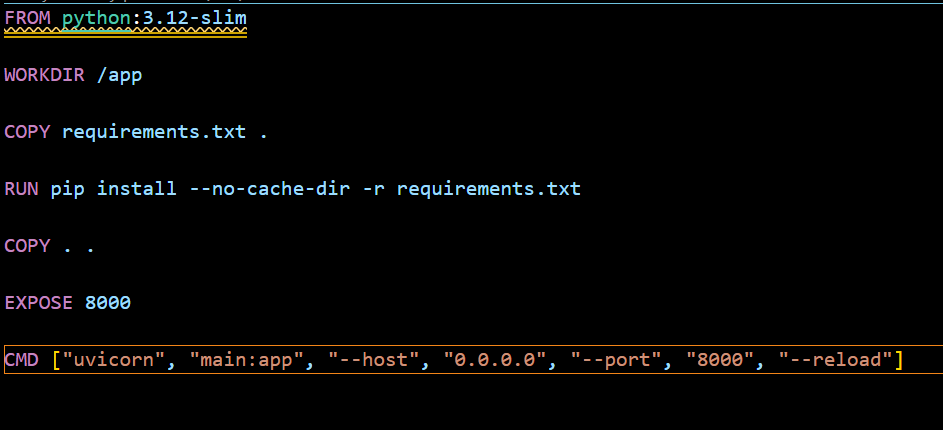 FROM python:3.12-slim
WORKDIR /app
COPY requirements.txt .
RUN pip install --no-cache-dir -r requirements.txt
COPY . .
EXPOSE 8000
CMD ["uvicorn", "main:app", "--host", "0.0.0.0", "--port", "8000", "--reload"]